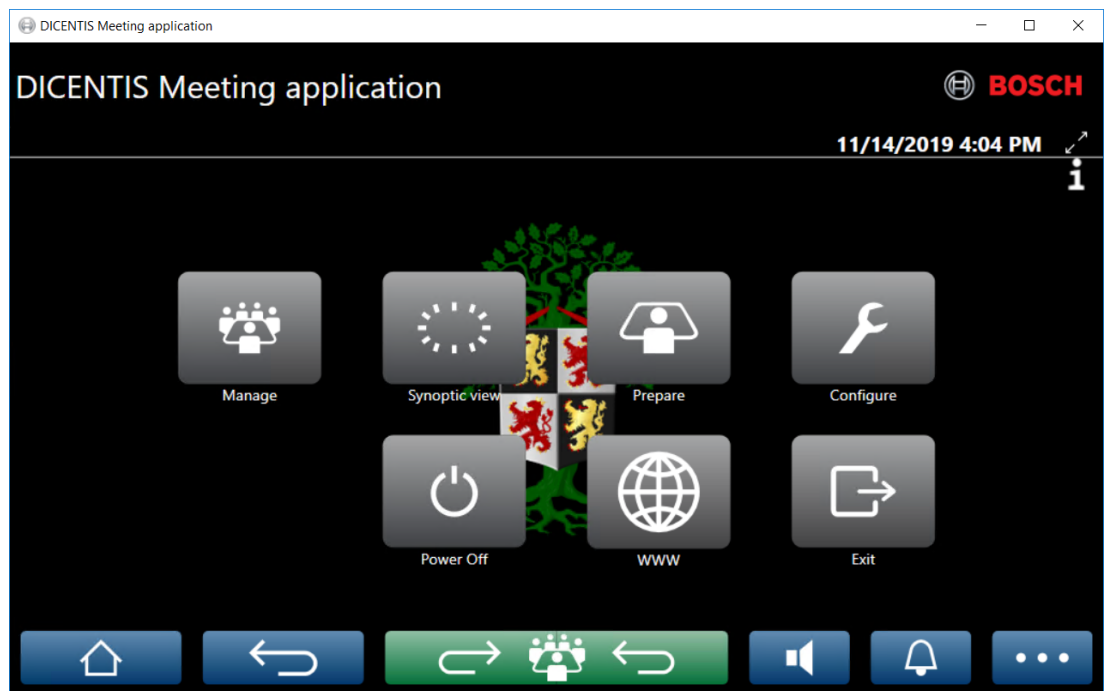 DICENTIS Meeting application
DICENTIS Meeting application
BOSCH
11/14/2019 4:04 PM
Manage
Synoptic view
Prepare
Configure
Power Off
WWW
Exit